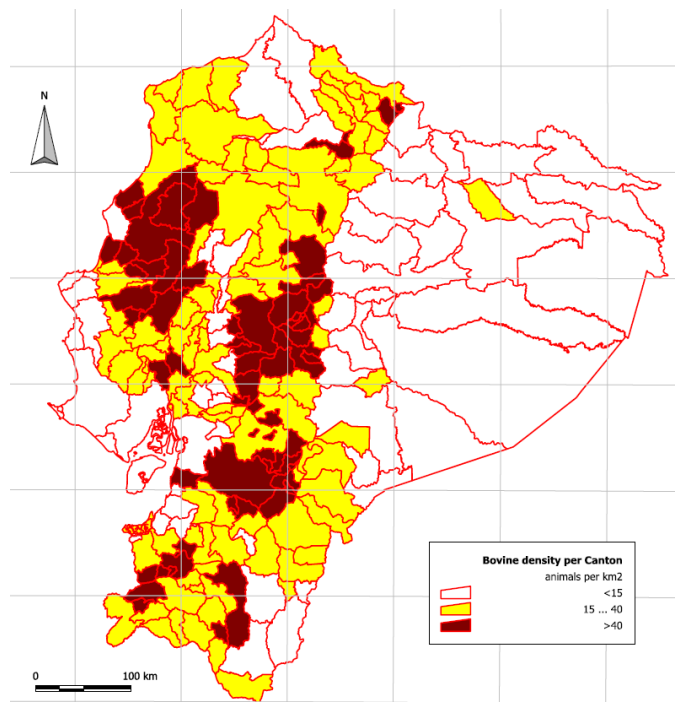 N
Bovine density per Canton
animals per km2
<15
15 ... 40
>40
0 100 km